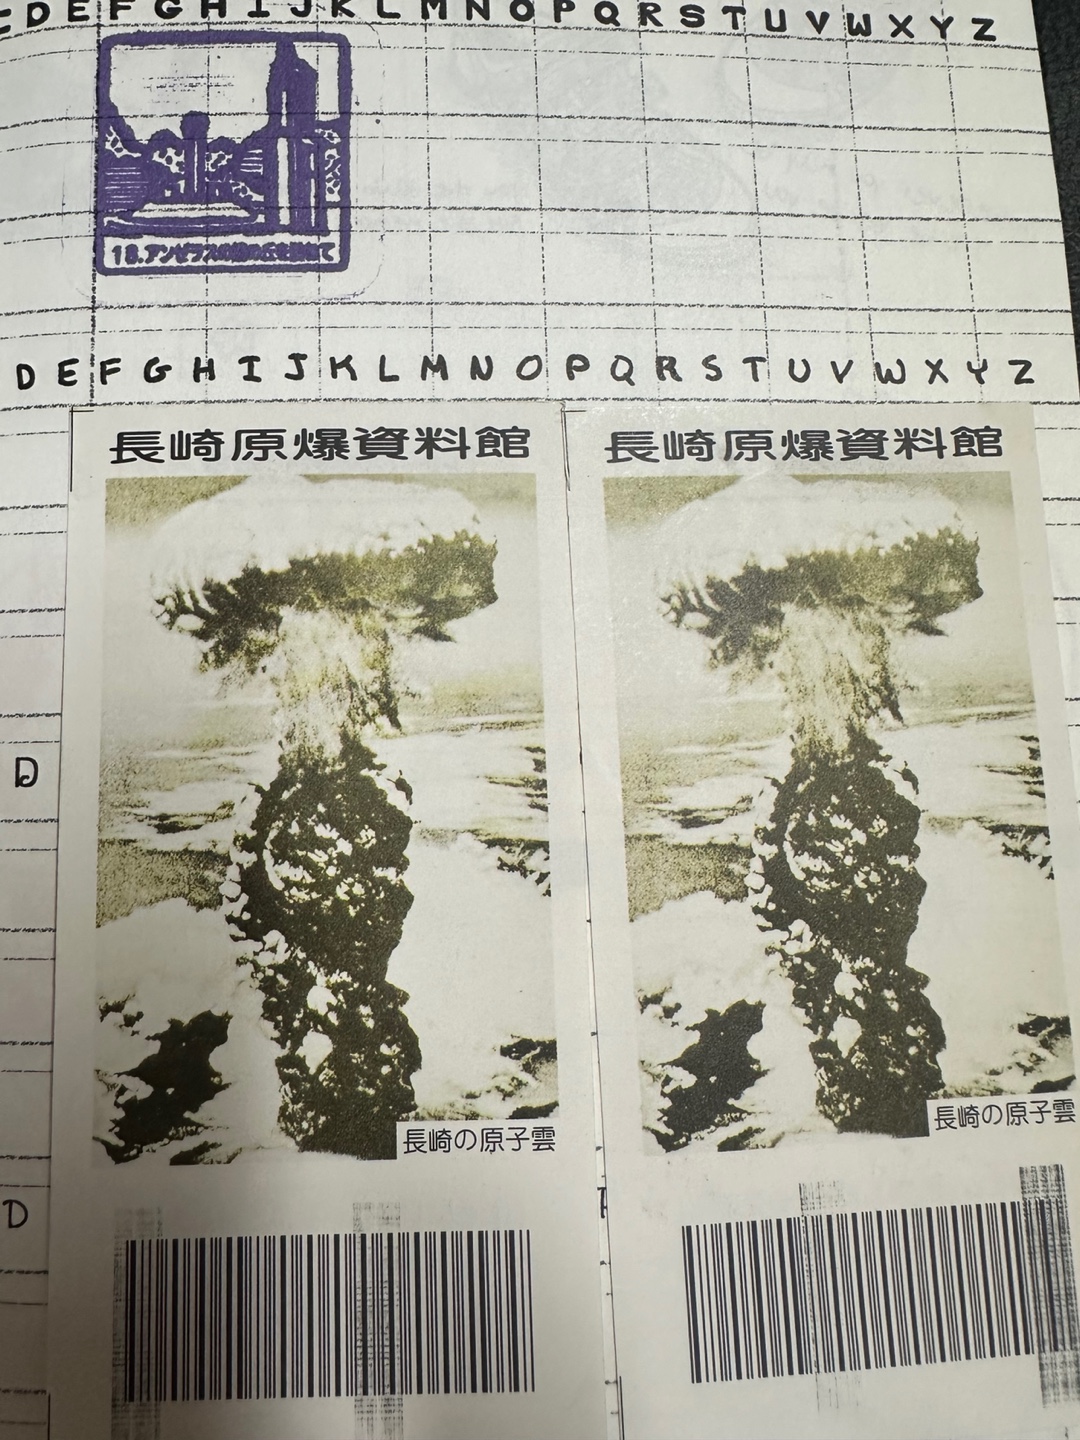 C D E F G H I J K L M N O P Q R S T U V W X Y Z
18.アンゼラスの鐘の丘を訪ねて
D E F G H I J K L M N O P Q R S T U V W X Y Z
長崎原爆資料館
長崎原爆資料館
D
長崎の原子雲
長崎の原子雲
D